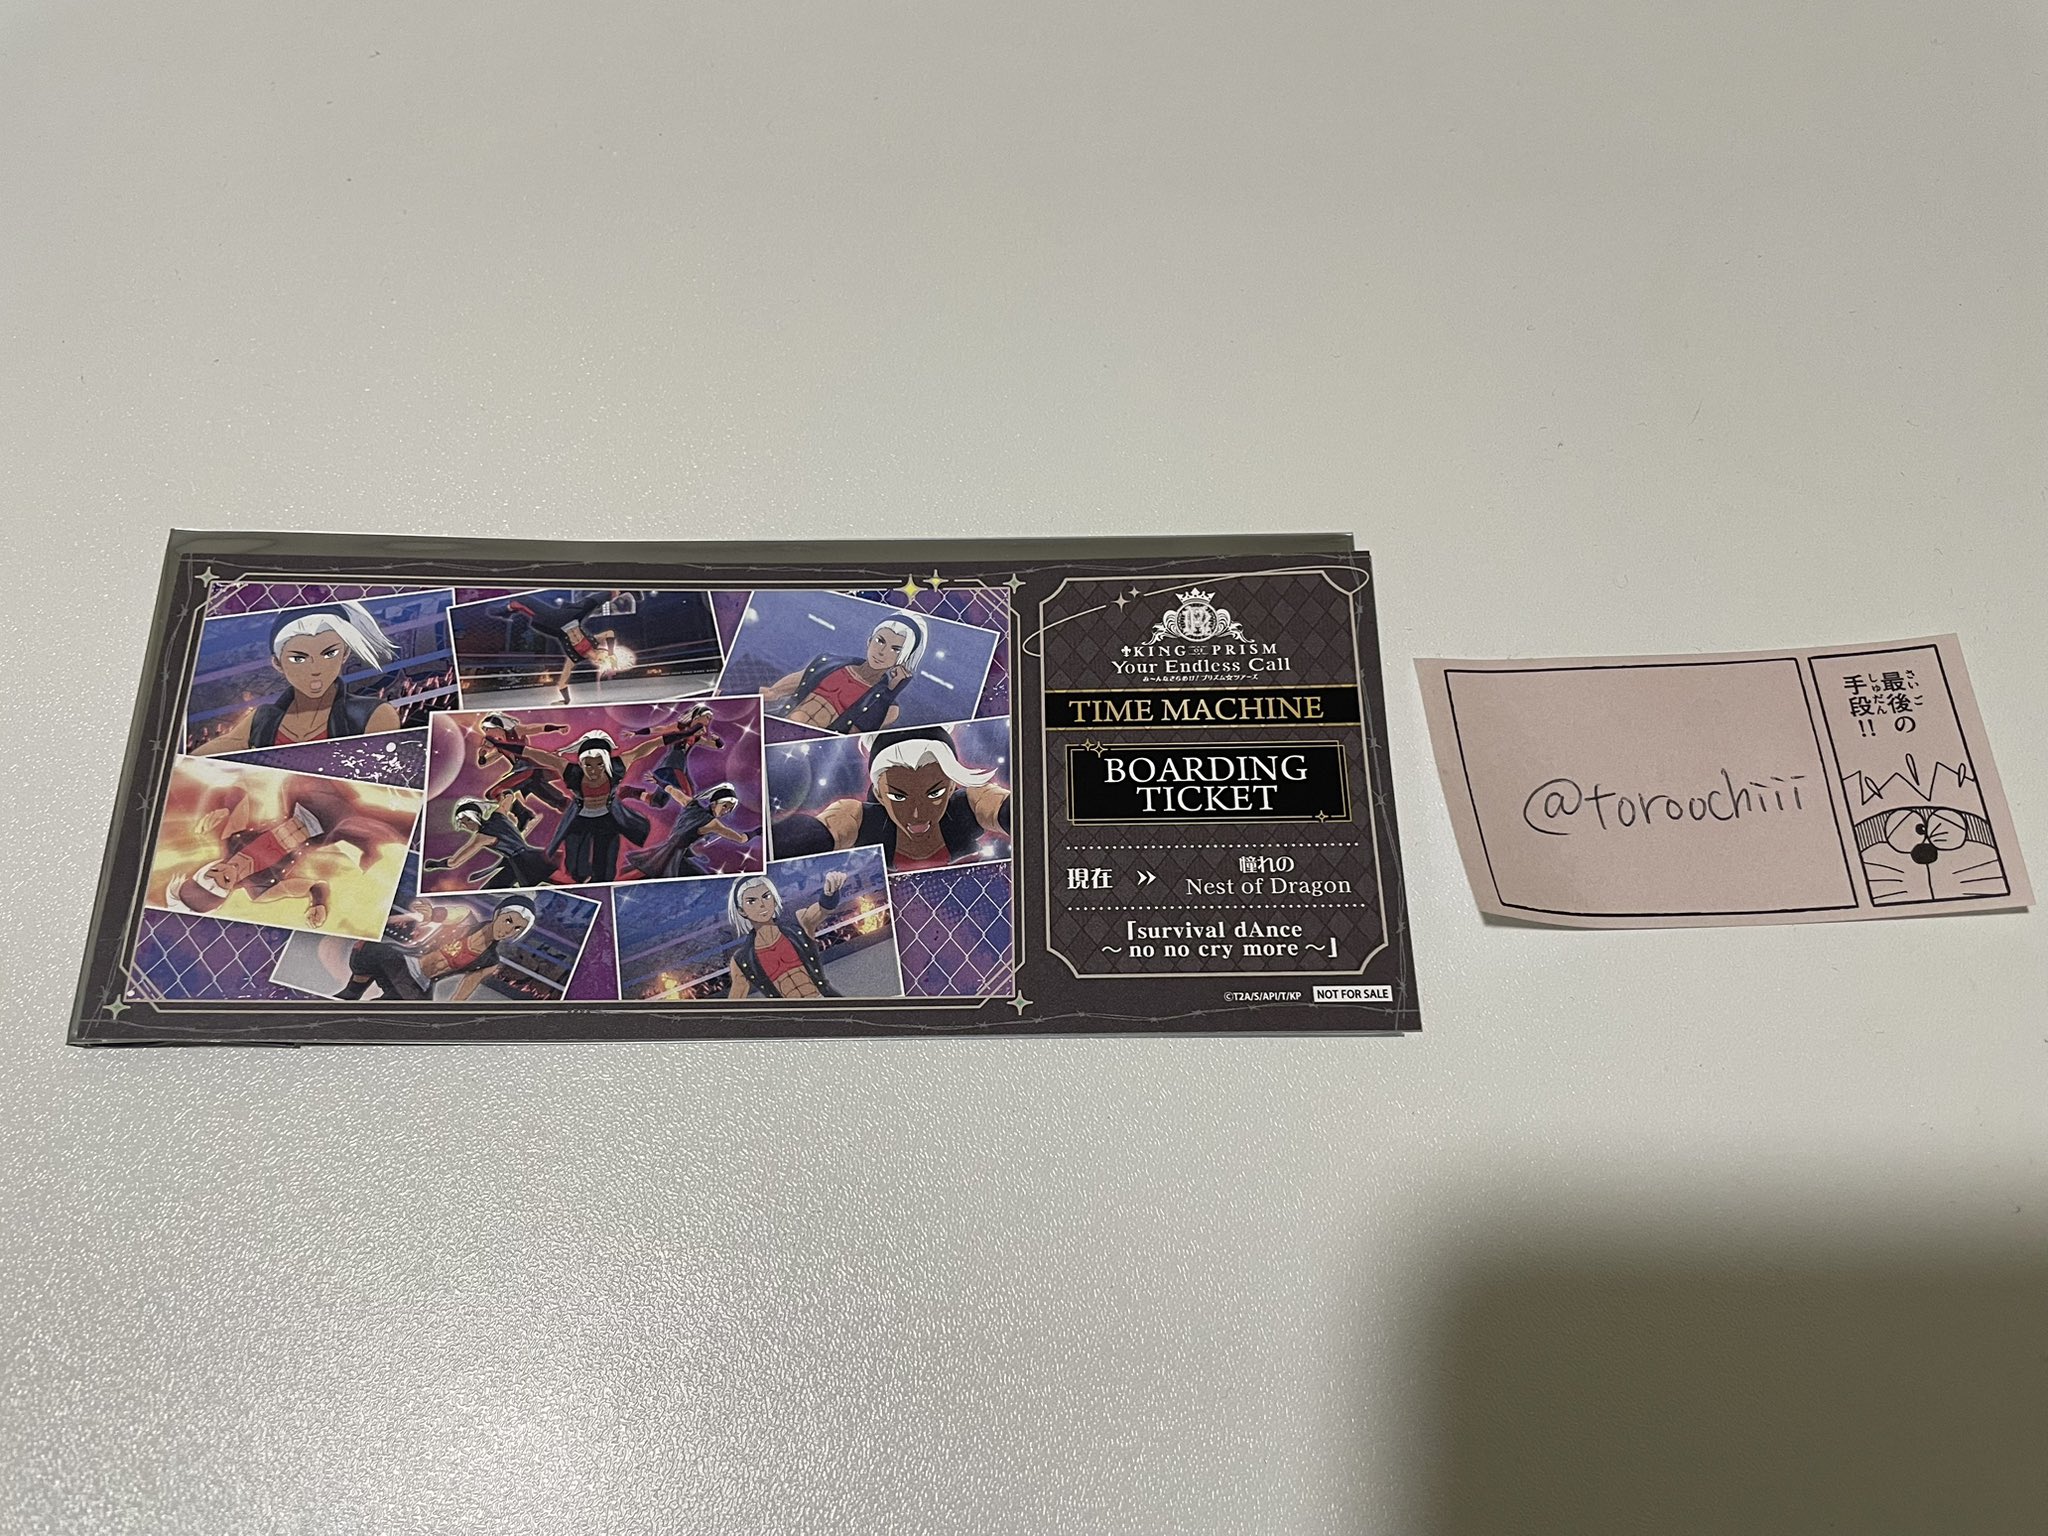 KING OF PRISM
Your Endless Call
み〜んなきらめけ!プリズム☆ツアーズ
TIME MACHINE
BOARDING
TICKET
現在 »
憧れの
Nest of Dragon
「survival dAnce
〜 no no cry more 〜」
©T2A/S/API/T/KP
NOT FOR SALE
@toroochiii
最後の
さいご
手段!!
しゅだん